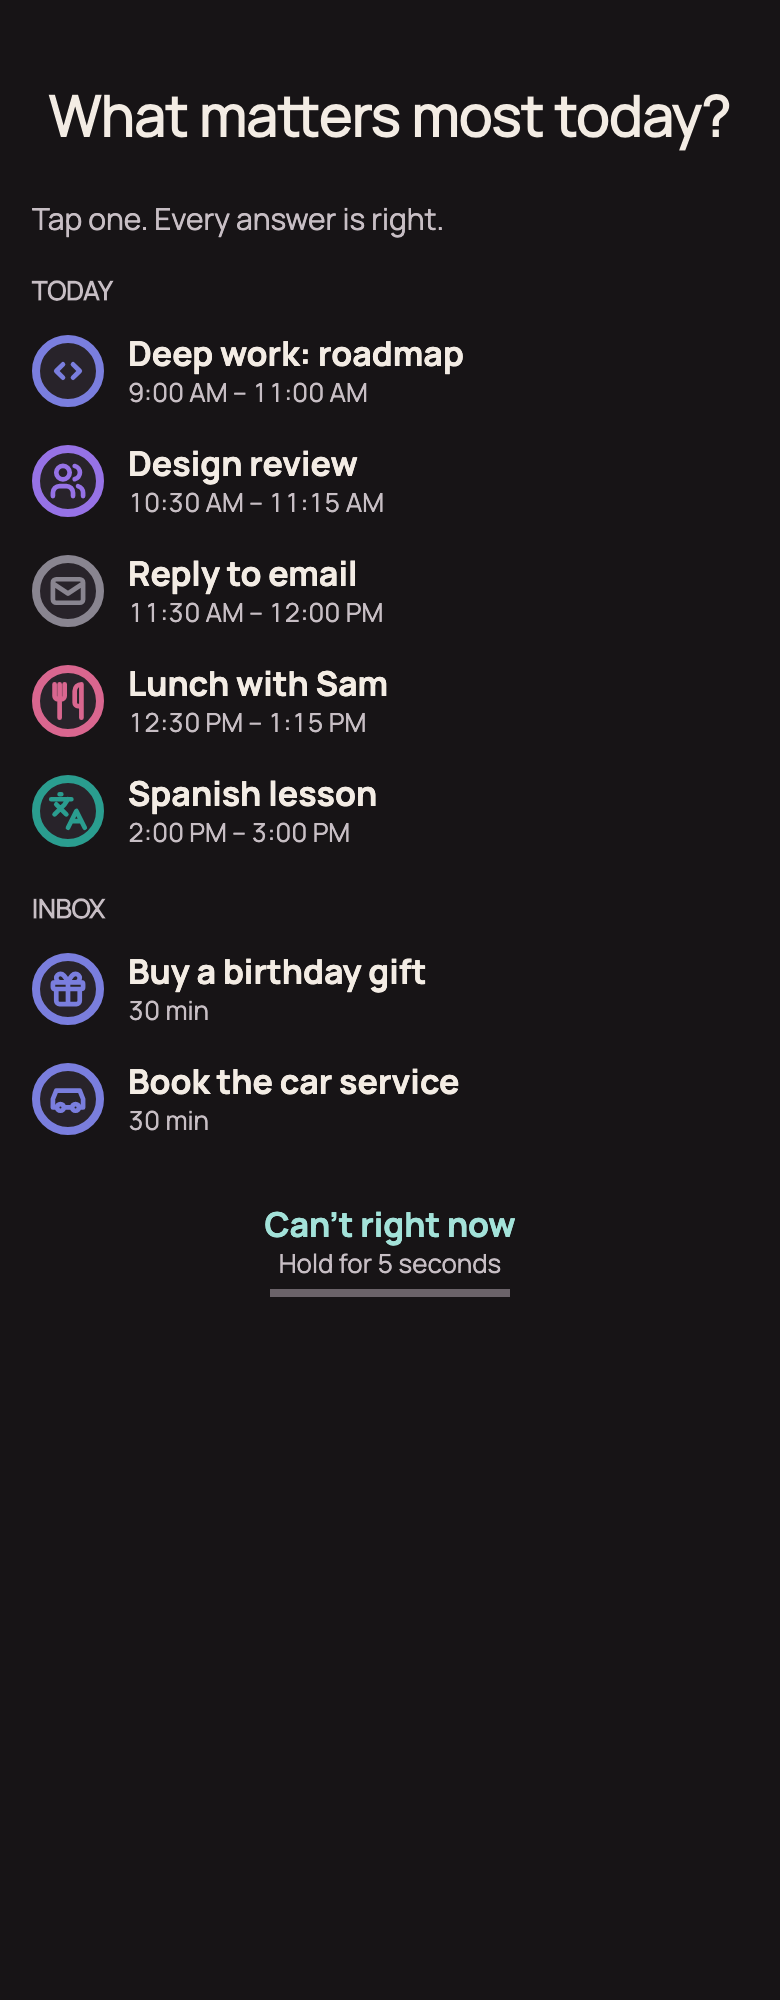 What matters most today?
Tap one. Every answer is right.
TODAY
Deep work: roadmap
9:00 AM – 11:00 AM
Design review
10:30 AM – 11:15 AM
Reply to email
11:30 AM – 12:00 PM
Lunch with Sam
12:30 PM – 1:15 PM
Spanish lesson
2:00 PM – 3:00 PM
INBOX
Buy a birthday gift
30 min
Book the car service
30 min
Can’t right now
Hold for 5 seconds